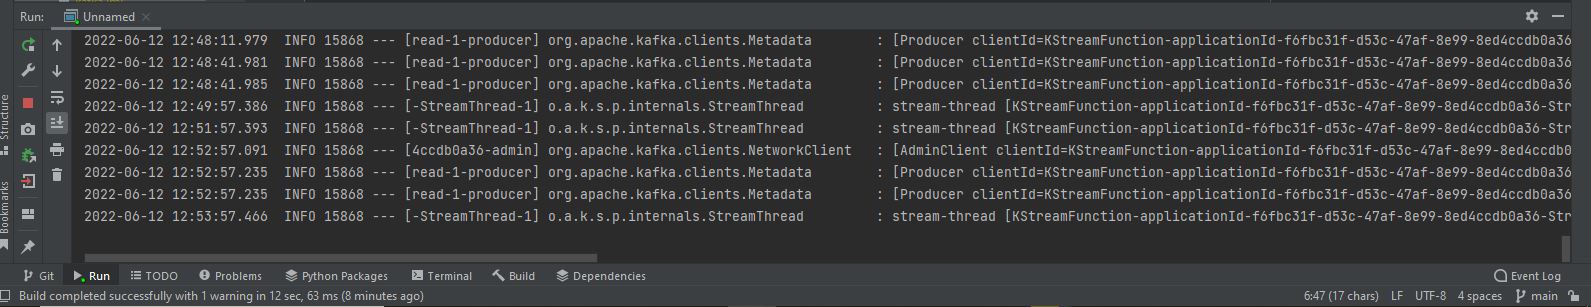 Run:
Unnamed
2022-06-12 12:48:11.979  INFO 15868 --- [read-1-producer] org.apache.kafka.clients.Metadata        : [Producer clientId=KStreamFunction-applicationId-f6fbc31f-d53c-47af-8e99-8ed4ccdb0a36
2022-06-12 12:48:41.981  INFO 15868 --- [read-1-producer] org.apache.kafka.clients.Metadata        : [Producer clientId=KStreamFunction-applicationId-f6fbc31f-d53c-47af-8e99-8ed4ccdb0a36
2022-06-12 12:48:41.985  INFO 15868 --- [read-1-producer] org.apache.kafka.clients.Metadata        : [Producer clientId=KStreamFunction-applicationId-f6fbc31f-d53c-47af-8e99-8ed4ccdb0a36
2022-06-12 12:49:57.386  INFO 15868 --- [-StreamThread-1] o.a.k.s.p.internals.StreamThread         : stream-thread [KStreamFunction-applicationId-f6fbc31f-d53c-47af-8e99-8ed4ccdb0a36-Str
2022-06-12 12:51:57.393  INFO 15868 --- [-StreamThread-1] o.a.k.s.p.internals.StreamThread         : stream-thread [KStreamFunction-applicationId-f6fbc31f-d53c-47af-8e99-8ed4ccdb0a36-Str
2022-06-12 12:52:57.091  INFO 15868 --- [4ccdb0a36-admin] org.apache.kafka.clients.NetworkClient   : [AdminClient clientId=KStreamFunction-applicationId-f6fbc31f-d53c-47af-8e99-8ed4ccdb0
2022-06-12 12:52:57.235  INFO 15868 --- [read-1-producer] org.apache.kafka.clients.Metadata        : [Producer clientId=KStreamFunction-applicationId-f6fbc31f-d53c-47af-8e99-8ed4ccdb0a36
2022-06-12 12:52:57.235  INFO 15868 --- [read-1-producer] org.apache.kafka.clients.Metadata        : [Producer clientId=KStreamFunction-applicationId-f6fbc31f-d53c-47af-8e99-8ed4ccdb0a36
2022-06-12 12:53:57.466  INFO 15868 --- [-StreamThread-1] o.a.k.s.p.internals.StreamThread         : stream-thread [KStreamFunction-applicationId-f6fbc31f-d53c-47af-8e99-8ed4ccdb0a36-Str
Structure
Bookmarks
Git Run TODO Problems Python Packages Terminal Build Dependencies Event Log
Build completed successfully with 1 warning in 12 sec, 63 ms (8 minutes ago) 6:47 (17 chars) LF UTF-8 4 spaces main